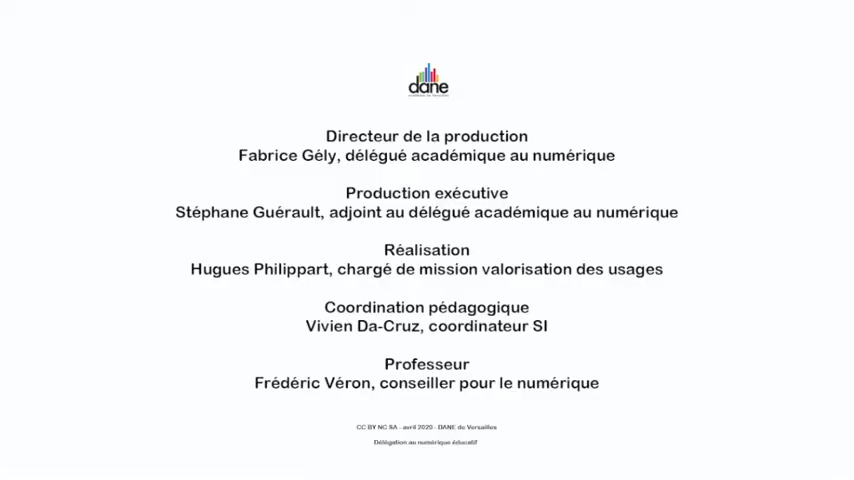 dane
Directeur de la production
Fabrice Gély, délégué académique au numérique
Production exécutive
Stéphane Guérault, adjoint au délégué académique au numérique
Réalisation
Hugues Philippart, chargé de mission valorisation des usages
Coordination pédagogique
Vivien Da-Cruz, coordinateur SI
Professeur
Frédéric Véron, conseiller pour le numérique
CC BY NC SA - avril 2020 - DANE de Versailles
Délégation au numérique éducatif